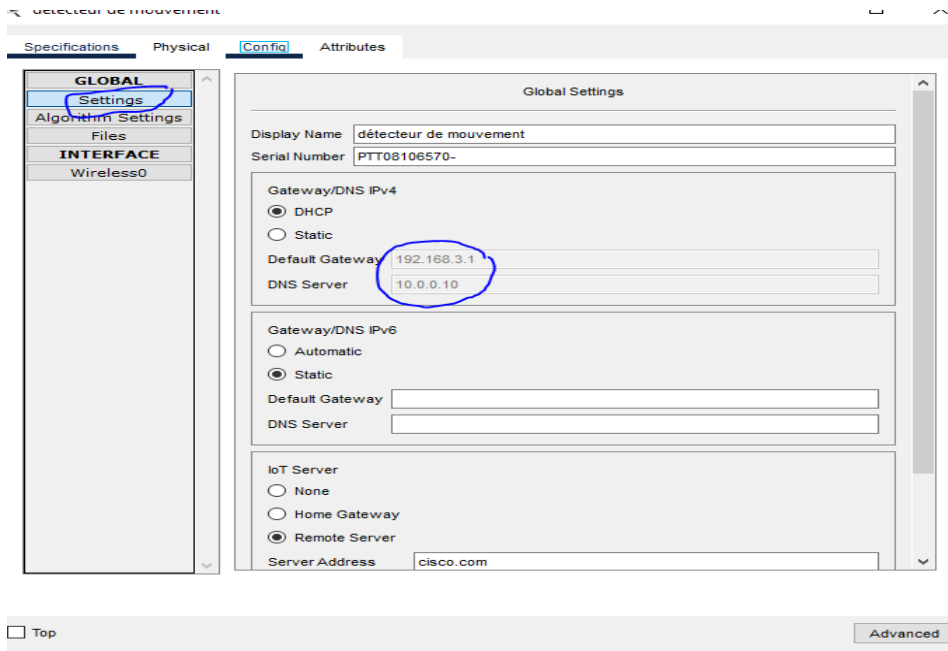 détecteur de mouvement
Specifications Physical Config Attributes
GLOBAL
Settings
Algorithm Settings
Files
INTERFACE
Wireless0
Global Settings
Display Name détecteur de mouvement
Serial Number PTT08106570-
Gateway/DNS IPv4
DHCP
Static
Default Gateway 192.168.3.1
DNS Server 10.0.0.10
Gateway/DNS IPv6
Automatic
Static
Default Gateway
DNS Server
IoT Server
None
Home Gateway
Remote Server
Server Address cisco.com
Top Advanced